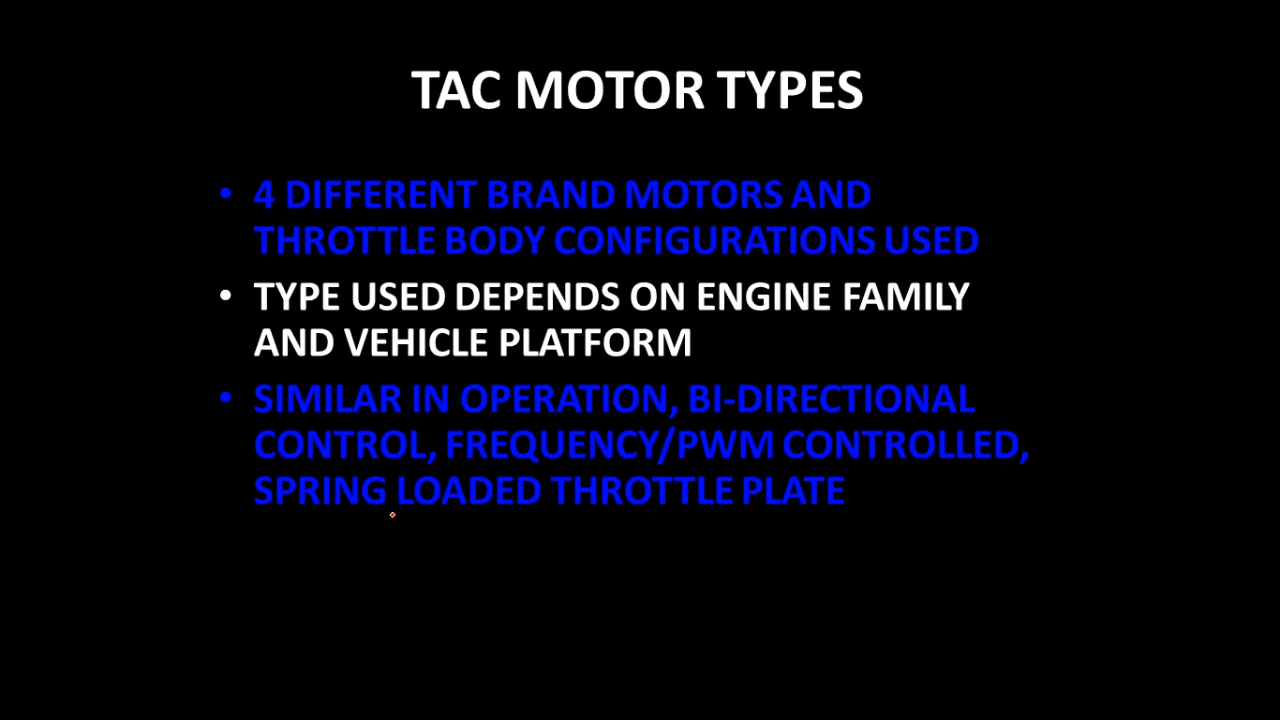 TAC MOTOR TYPES
• 4 DIFFERENT BRAND MOTORS AND
THROTTLE BODY CONFIGURATIONS USED
• TYPE USED DEPENDS ON ENGINE FAMILY
AND VEHICLE PLATFORM
• SIMILAR IN OPERATION, BI-DIRECTIONAL
CONTROL, FREQUENCY/PWM CONTROLLED,
SPRING LOADED THROTTLE PLATE